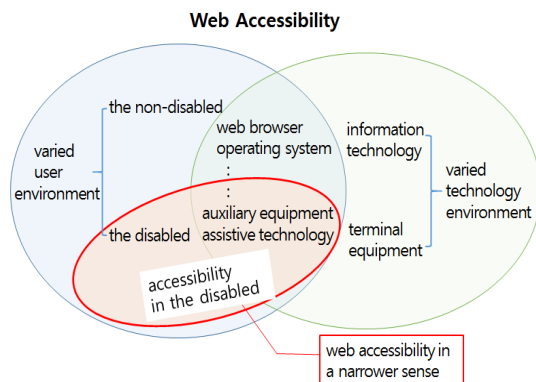 Web Accessibility
the non-disabled
varied
user
environment
the disabled
web browser
operating system
auxiliary equipment
assistive technology
accessibility
in the disabled
information
technology
terminal
equipment
varied
technology
environment
web accessibility in
a narrower sense